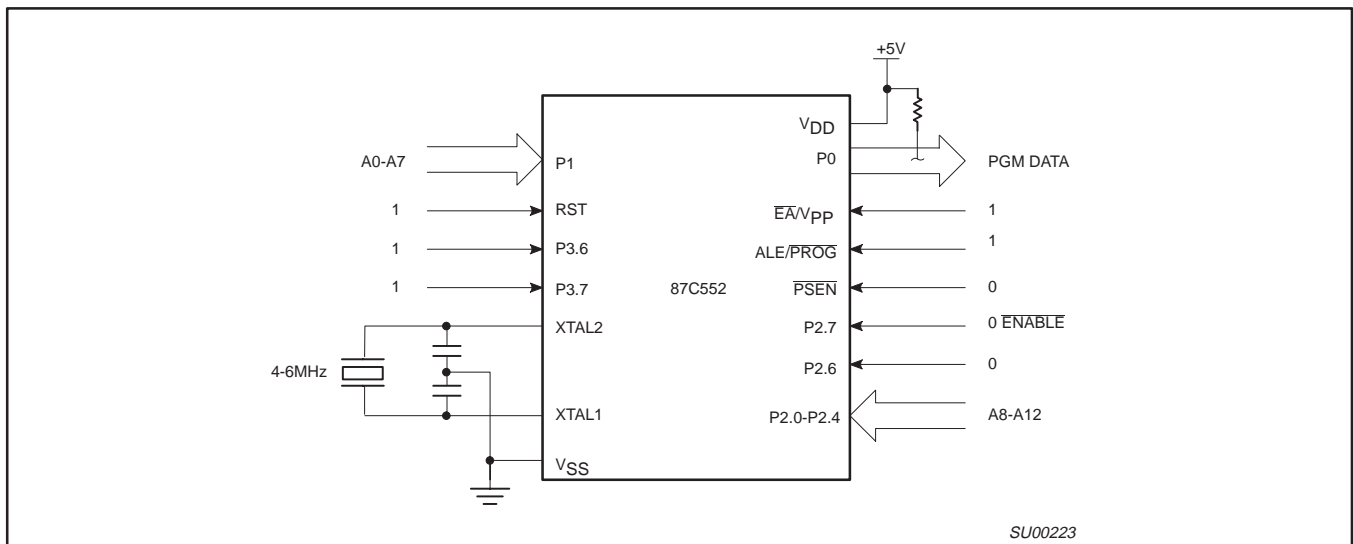 +5V
VDD
A0-A7
P1
P0
PGM DATA
1
RST
EA/VPP
1
1
P3.6
ALE/PROG
1
1
P3.7
87C552
PSEN
0
XTAL2
P2.7
0 ENABLE
4-6MHz
P2.6
0
XTAL1
P2.0-P2.4
A8-A12
VSS
SU00223